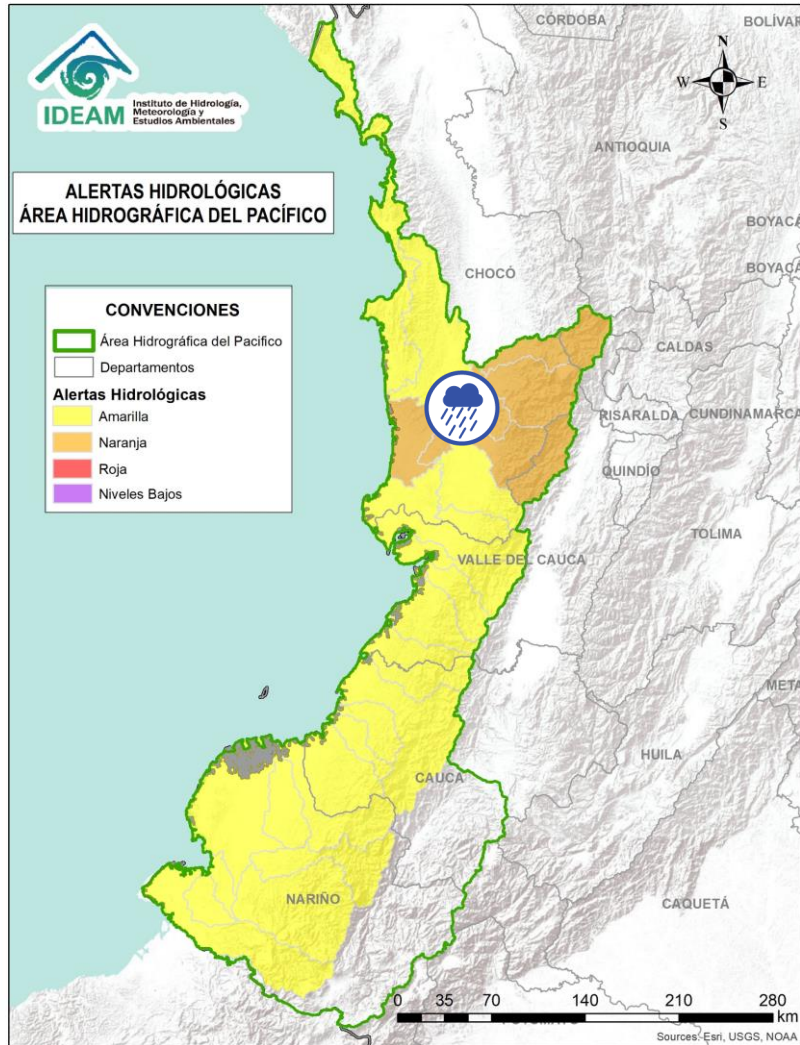 IDEAM
Instituto de Hidrología,
Meteorología y
Estudios Ambientales
CÓRDOBA
BOLÍVAR
N
W
E
S
ANTIOQUIA
ALERTAS HIDROLÓGICAS
ÁREA HIDROGRÁFICA DEL PACÍFICO
BOYACÁ
BOYACÁ
CHOCÓ
CONVENCIONES
Área Hidrográfica del Pacifico
Departamentos
Alertas Hidrológicas
Amarilla
Naranja
Roja
Niveles Bajos
CALDAS
RISARALDA
CUNDINAMARCA
QUINDÍO
TOLIMA
VALLE DEL CAUCA
META
HUILA
CAUCA
NARIÑO
CAQUETÁ
0 35 70 140 210 280
km
Sources: Esri, USGS, NOAA